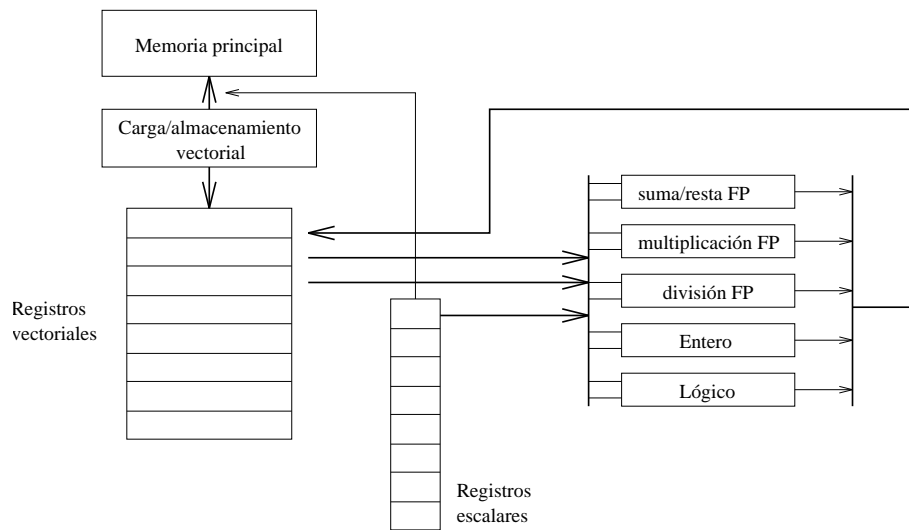 Memoria principal
Carga/almacenamiento
vectorial
suma/resta FP
multiplicación FP
división FP
Entero
Lógico
Registros
vectoriales
Registros
escalares